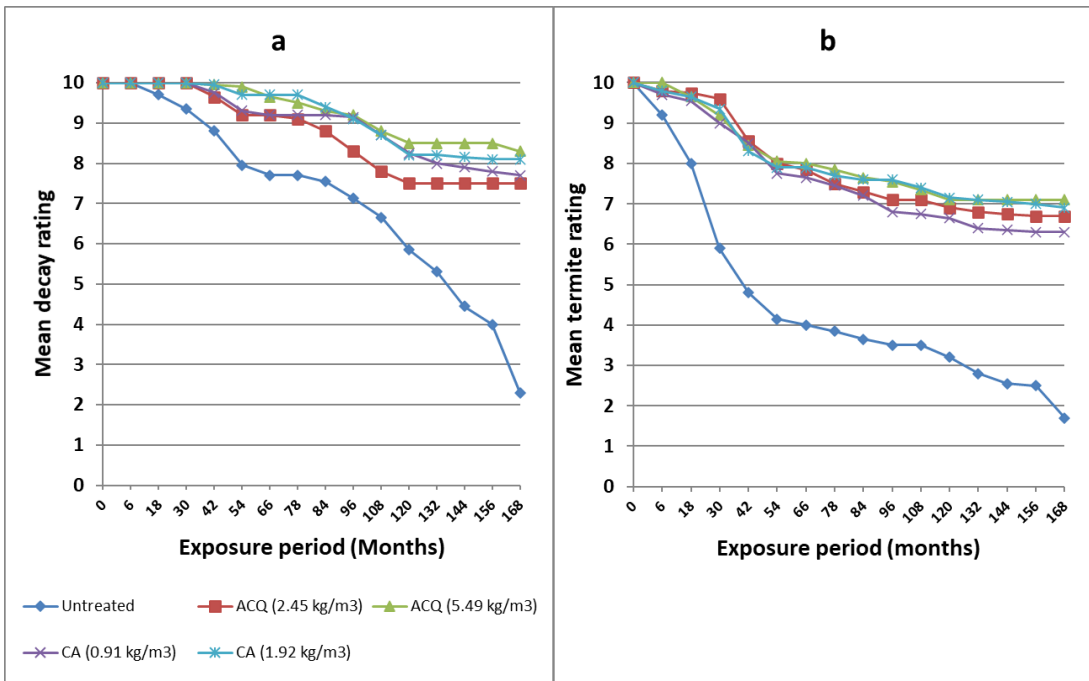 a
10
9
8
7
6
5
4
3
2
1
0
Mean decay rating
0 6 18 30 42 54 66 78 84 96 108 120 132 144 156 168
Exposure period (Months)
Untreated
ACQ (2.45 kg/m3)
ACQ (5.49 kg/m3)
CA (0.91 kg/m3)
CA (1.92 kg/m3)
b
10
9
8
7
6
5
4
3
2
1
0
Mean termite rating
0 6 18 30 42 54 66 78 84 96 108 120 132 144 156 168
Exposure period (months)